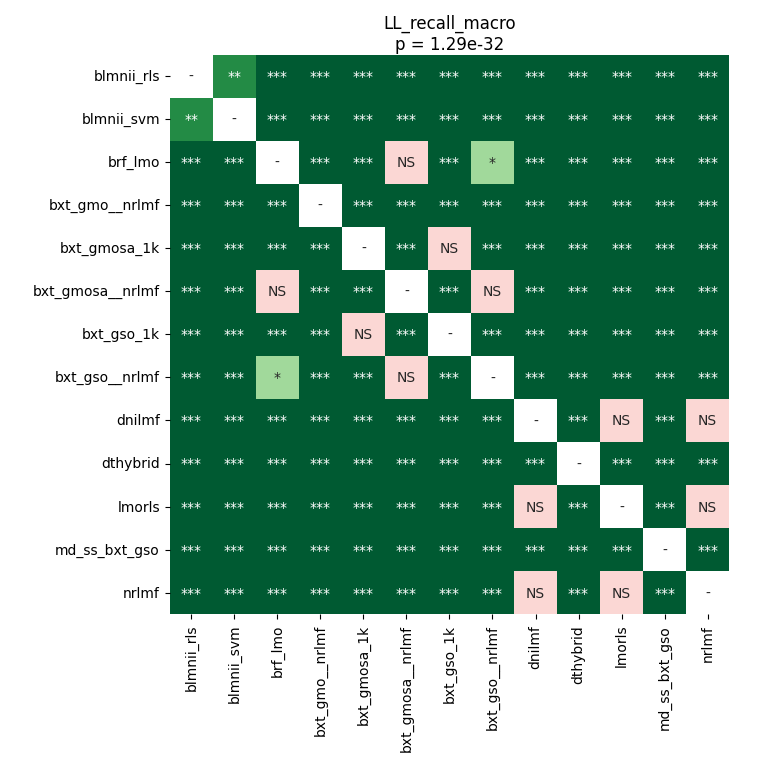 LL_recall_macro
p = 1.29e-32
blmnii_rls - ** *** *** *** *** *** *** *** *** *** *** ***
blmnii_svm ** - *** *** *** *** *** *** *** *** *** *** ***
brf_lmo *** *** - *** *** NS *** * *** *** *** *** ***
bxt_gmo__nrlmf *** *** *** - *** *** *** *** *** *** *** *** ***
bxt_gmosa_1k *** *** *** *** - *** NS *** *** *** *** *** ***
bxt_gmosa__nrlmf *** *** NS *** *** - *** NS *** *** *** *** ***
bxt_gso_1k *** *** *** *** NS *** - *** *** *** *** *** ***
bxt_gso__nrlmf *** *** * *** *** NS *** - *** *** *** *** ***
dnilmf *** *** *** *** *** *** *** *** - *** NS *** NS
dthybrid *** *** *** *** *** *** *** *** *** - *** *** ***
lmorls *** *** *** *** *** *** *** *** NS *** - *** NS
md_ss_bxt_gso *** *** *** *** *** *** *** *** *** *** *** - ***
nrlmf *** *** *** *** *** *** *** *** NS *** NS *** -
blmnii_rls
blmnii_svm
brf_lmo
bxt_gmo__nrlmf
bxt_gmosa_1k
bxt_gmosa__nrlmf
bxt_gso_1k
bxt_gso__nrlmf
dnilmf
dthybrid
lmorls
md_ss_bxt_gso
nrlmf